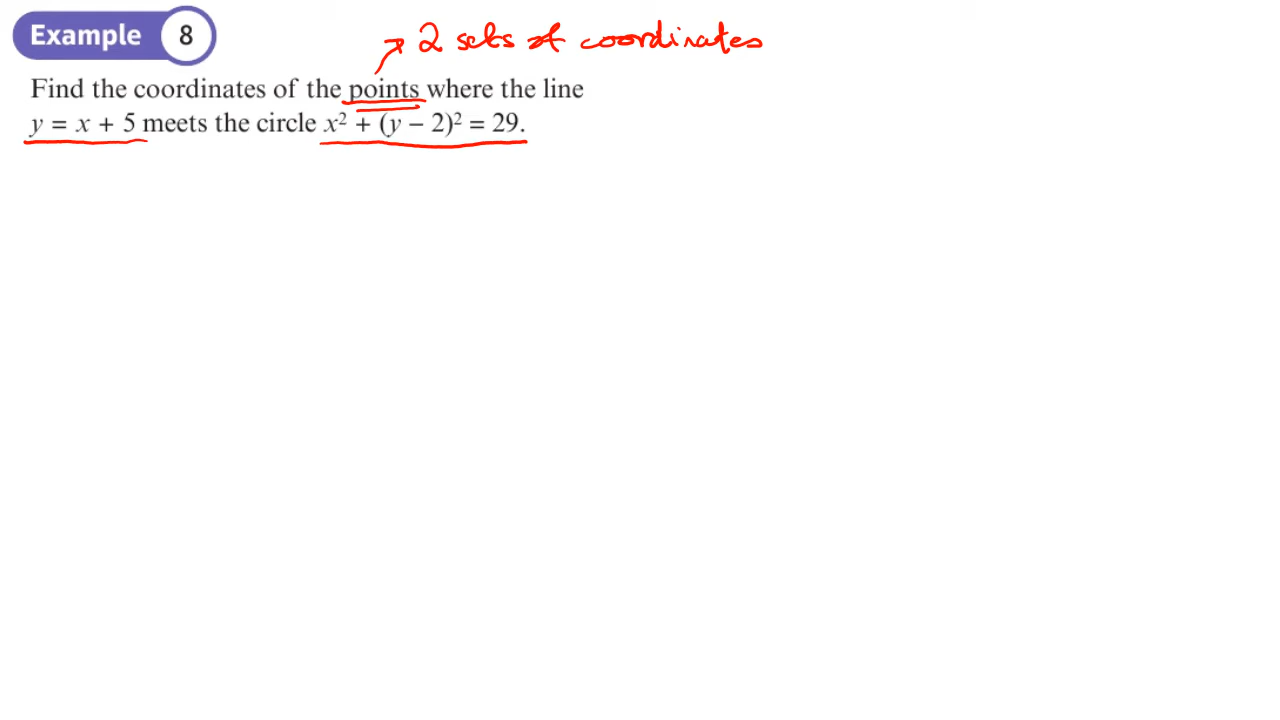 Example 8
2 sets of coordinates
Find the coordinates of the points where the line
y = x + 5 meets the circle x² + (y − 2)² = 29.